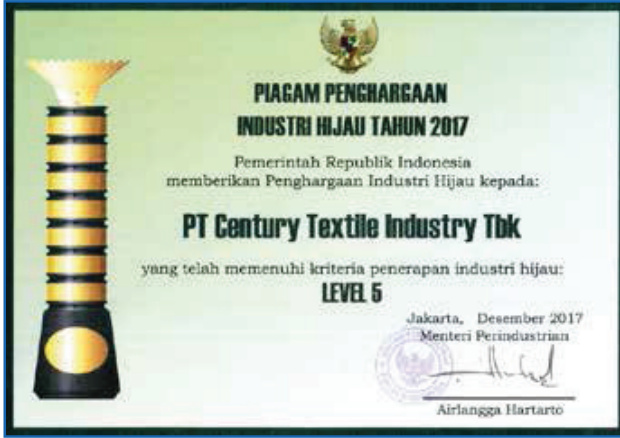 PIAGAM PENGHARGAAN
INDUSTRI HIJAU TAHUN 2017
Pemerintah Republik Indonesia
memberikan Penghargaan Industri Hijau kepada:
PT Century Textile Industry Tbk
yang telah memenuhi kriteria penerapan industri hijau:
LEVEL 5
Jakarta, Desember 2017
Menteri Perindustrian
Airlangga Hartarto